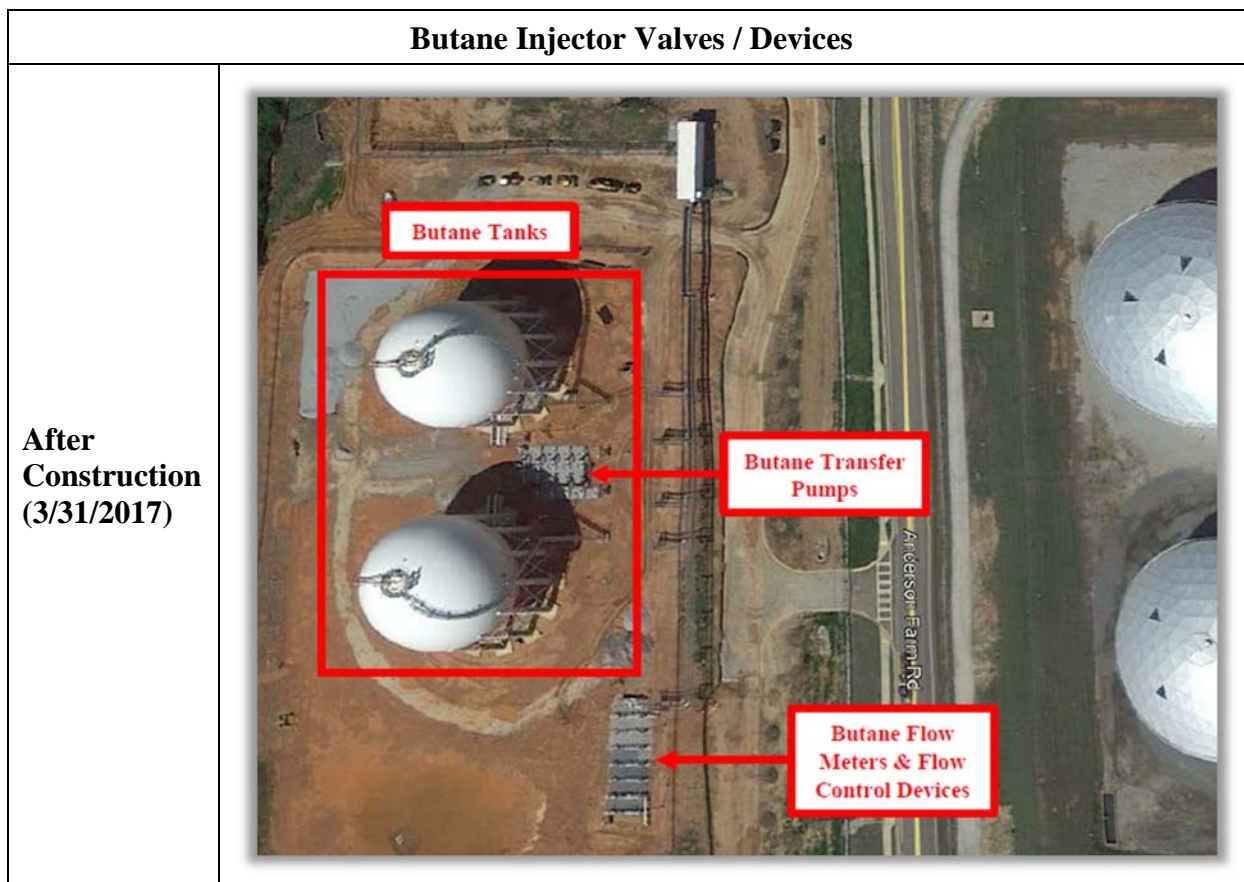 Butane Injector Valves / Devices
After
Construction
(3/31/2017)
Butane Tanks
Butane Transfer
Pumps
Anderson Farm Rd
Butane Flow
Meters & Flow
Control Devices